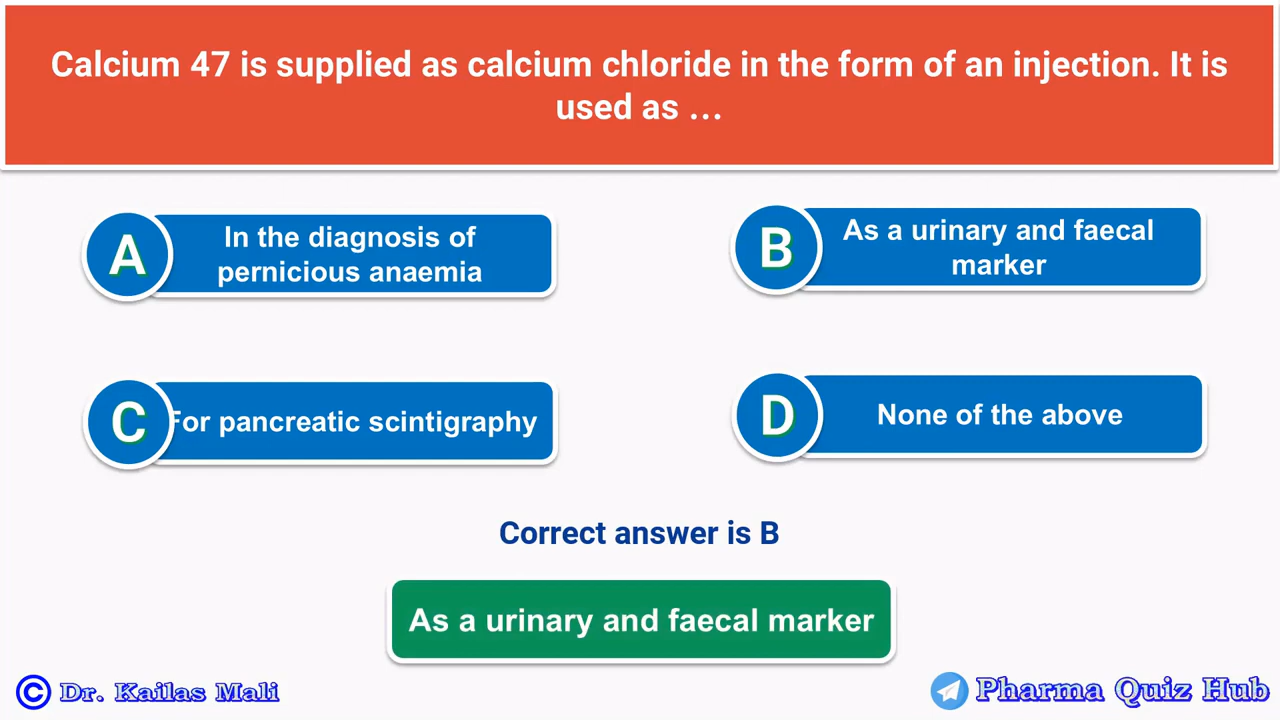 Calcium 47 is supplied as calcium chloride in the form of an injection. It is
used as ...
A
In the diagnosis of
pernicious anaemia
B
As a urinary and faecal
marker
C
For pancreatic scintigraphy
D
None of the above
Correct answer is B
As a urinary and faecal marker
© Dr. Kailas Mali
Pharma Quiz Hub